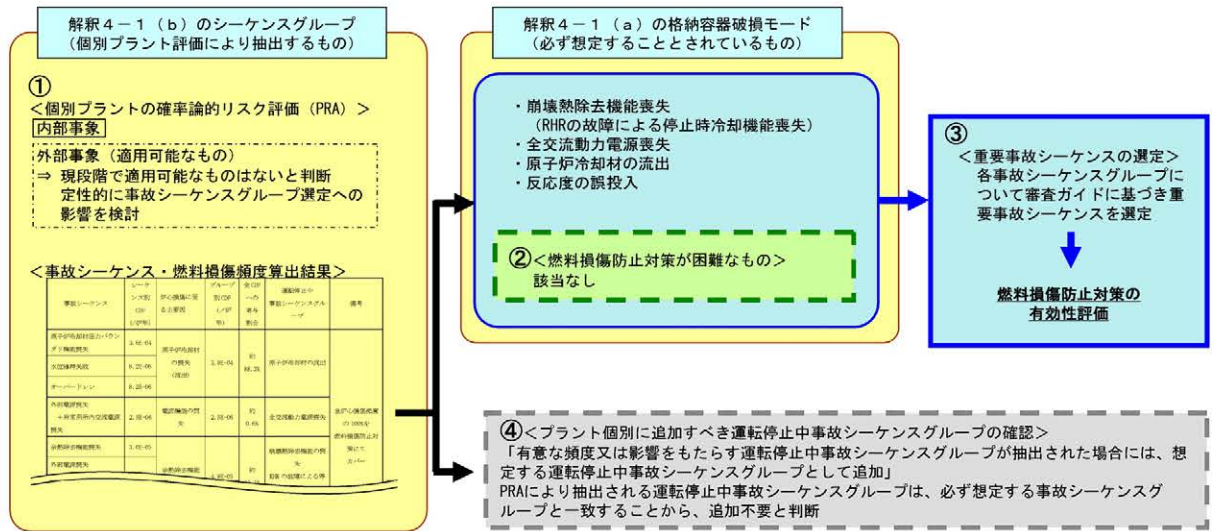 解釈4－1（b）のシーケンスグループ
（個別プラント評価により抽出するもの）
①
＜個別プラントの確率論的リスク評価（PRA）＞
内部事象
外部事象（適用可能なもの）
⇒ 現段階で適用可能なものはないと判断
定性的に事故シーケンスグループ選定への
影響を検討
＜事故シーケンス・燃料損傷頻度算出結果＞
事故シーケンス
備考
原子炉冷却材の流出
全交流動力電源喪失
外部電源喪失
オーバードレン
解釈4－1（a）の格納容器破損モード
（必ず想定することとされているもの）
・崩壊熱除去機能喪失
（RHRの故障による停止時冷却機能喪失）
・全交流動力電源喪失
・原子炉冷却材の流出
・反応度の誤投入
②＜燃料損傷防止対策が困難なもの＞
該当なし
③
＜重要事故シーケンスの選定＞
各事故シーケンスグループに
ついて審査ガイドに基づき重
要事故シーケンスを選定
燃料損傷防止対策の
有効性評価
④＜プラント個別に追加すべき運転停止中事故シーケンスグループの確認＞
「有意な頻度又は影響をもたらす運転停止中事故シーケンスグループが抽出された場合には、想
定する運転停止中事故シーケンスグループとして追加」
PRAにより抽出される運転停止中事故シーケンスグループは、必ず想定する事故シーケンスグ
ループと一致することから、追加不要と判断